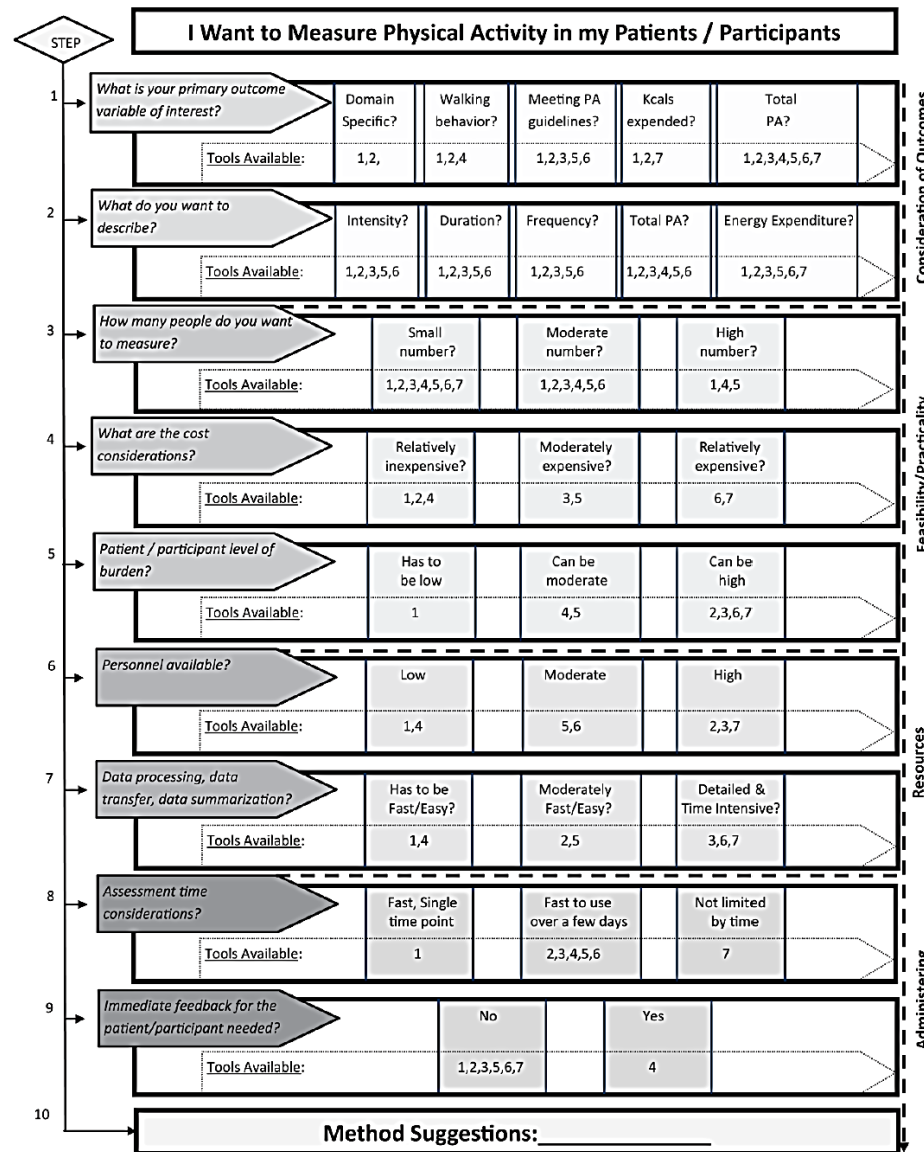 I Want to Measure Physical Activity in my Patients / Participants
STEP
1
What is your primary outcome
variable of interest?
Domain
Specific?
Walking
behavior?
Meeting PA
guidelines?
Kcals
expended?
Total
PA?
Tools Available:
1,2,
1,2,4
1,2,3,5,6
1,2,7
1,2,3,4,5,6,7
2
What do you want to
describe?
Intensity?
Duration?
Frequency?
Total PA?
Energy Expenditure?
Tools Available:
1,2,3,5,6
1,2,3,5,6
1,2,3,5,6
1,2,3,4,5,6
1,2,3,5,6,7
Consideration of Outcomes
3
How many people do you want
to measure?
Small
number?
Moderate
number?
High
number?
Tools Available:
1,2,3,4,5,6,7
1,2,3,4,5,6
1,4,5
4
What are the cost
considerations?
Relatively
inexpensive?
Moderately
expensive?
Relatively
expensive?
Tools Available:
1,2,4
3,5
6,7
5
Patient / participant level of
burden?
Has to
be low
Can be
moderate
Can be
high
Tools Available:
1
4,5
2,3,6,7
Feasibility/Practicality
6
Personnel available?
Low
Moderate
High
Tools Available:
1,4
5,6
2,3,7
7
Data processing, data
transfer, data summarization?
Has to be
Fast/Easy?
Moderately
Fast/Easy?
Detailed &
Time Intensive?
Tools Available:
1,4
2,5
3,6,7
Resources
8
Assessment time
considerations?
Fast, Single
time point
Fast to use
over a few days
Not limited
by time
Tools Available:
1
2,3,4,5,6
7
9
Immediate feedback for the
patient/participant needed?
No
Yes
Tools Available:
1,2,3,5,6,7
4
Administering
10
Method Suggestions:________________